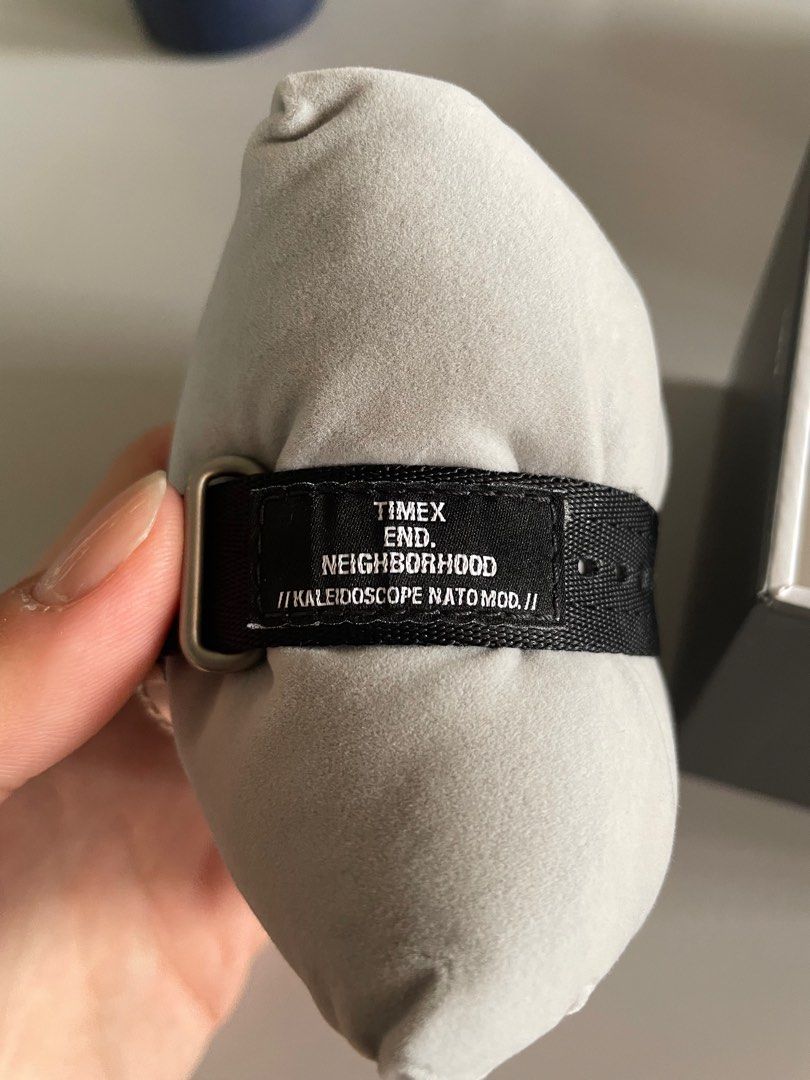 TIMEX
END.
NEIGHBORHOOD
//KALEIDOSCOPE NATO MOD.//